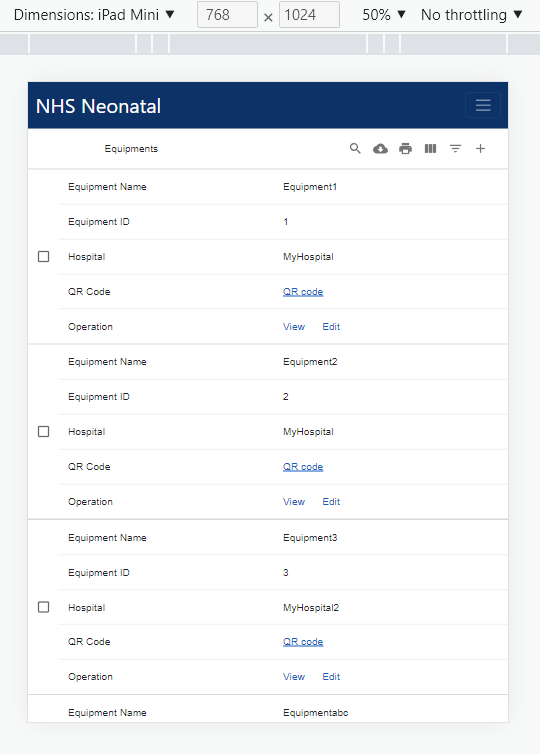 Dimensions: iPad Mini ▼ 768 × 1024 50% ▼ No throttling ▼
NHS Neonatal
Equipments
Equipment Name Equipment1
Equipment ID 1
Hospital MyHospital
QR Code QR code
Operation View Edit
Equipment Name Equipment2
Equipment ID 2
Hospital MyHospital
QR Code QR code
Operation View Edit
Equipment Name Equipment3
Equipment ID 3
Hospital MyHospital2
QR Code QR code
Operation View Edit
Equipment Name Equipmentabc